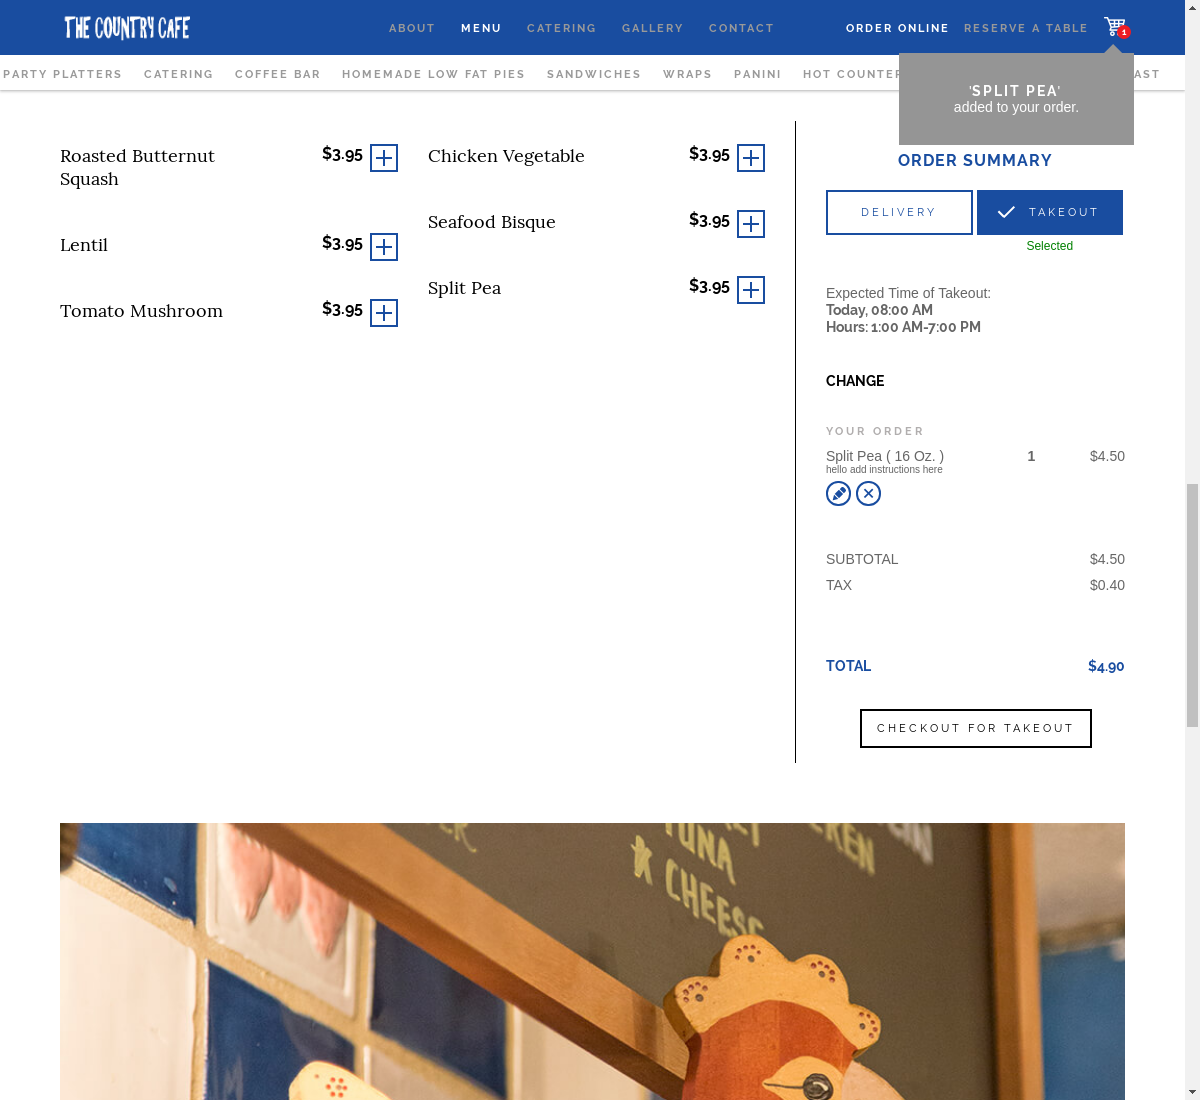 THE COUNTRY CAFE
ABOUT MENU CATERING GALLERY CONTACT ORDER ONLINE RESERVE A TABLE 1
PARTY PLATTERS CATERING COFFEE BAR HOMEMADE LOW FAT PIES SANDWICHES WRAPS PANINI HOT COUNTER
'SPLIT PEA'
added to your order.
Roasted Butternut Squash $3.95
Lentil $3.95
Tomato Mushroom $3.95
Chicken Vegetable $3.95
Seafood Bisque $3.95
Split Pea $3.95
ORDER SUMMARY
DELIVERY TAKEOUT
Selected
Expected Time of Takeout:
Today, 08:00 AM
Hours: 1:00 AM-7:00 PM
CHANGE
YOUR ORDER
Split Pea ( 16 Oz. ) 1 $4.50
hello add instructions here
SUBTOTAL $4.50
TAX $0.40
TOTAL $4.90
CHECKOUT FOR TAKEOUT
TUNA
& CHEESE